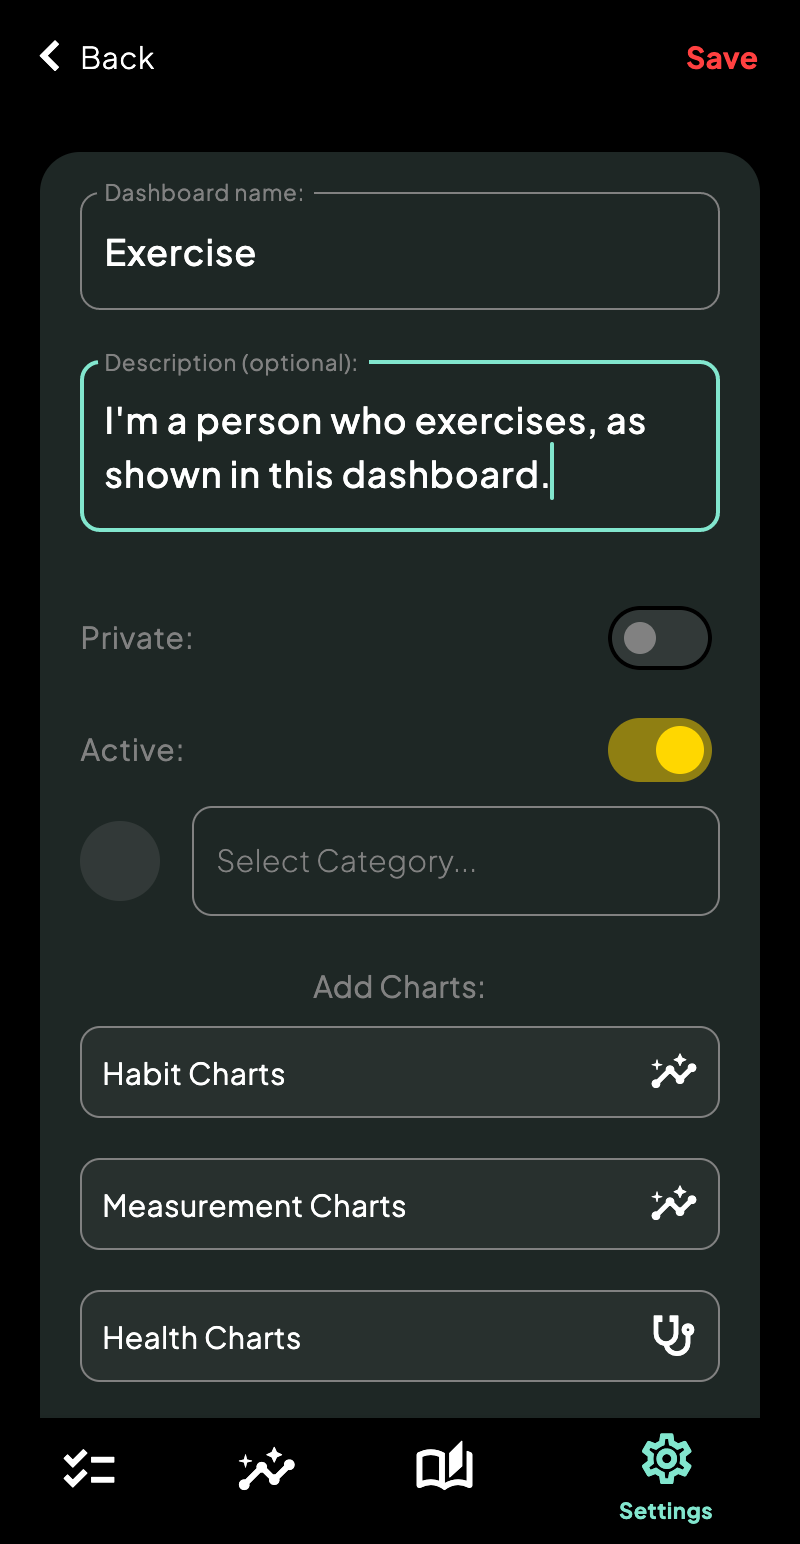 Back
Save
Dashboard name:
Exercise
Description (optional):
I'm a person who exercises, as
shown in this dashboard.
Private:
Active:
Select Category...
Add Charts:
Habit Charts
Measurement Charts
Health Charts
Settings